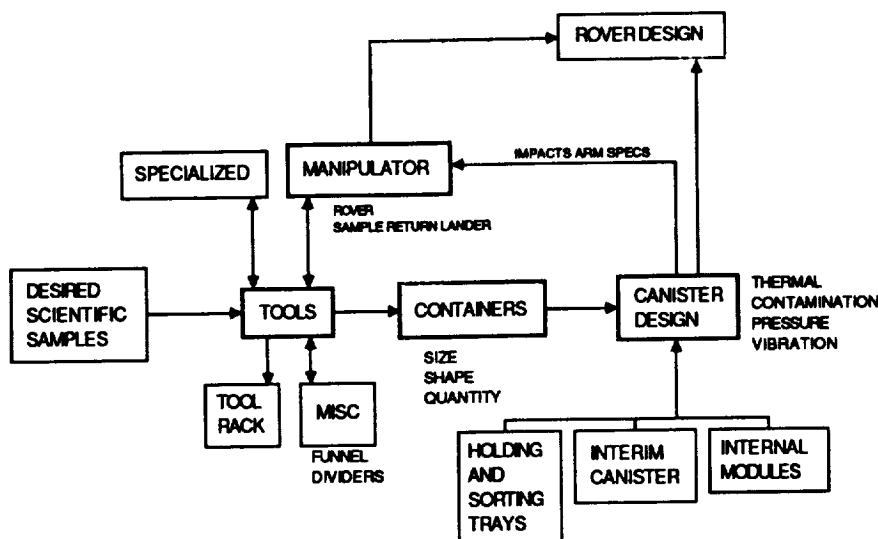 ROVER DESIGN
IMPACTS ARM SPECS
SPECIALIZED
MANIPULATOR
ROVER
SAMPLE RETURN LANDER
DESIRED
SCIENTIFIC
SAMPLES
TOOLS
CONTAINERS
CANISTER
DESIGN
THERMAL
CONTAMINATION
PRESSURE
VIBRATION
SIZE
SHAPE
QUANTITY
TOOL
RACK
MISC
FUNNEL
DIVIDERS
HOLDING
AND
SORTING
TRAYS
INTERIM
CANISTER
INTERNAL
MODULES